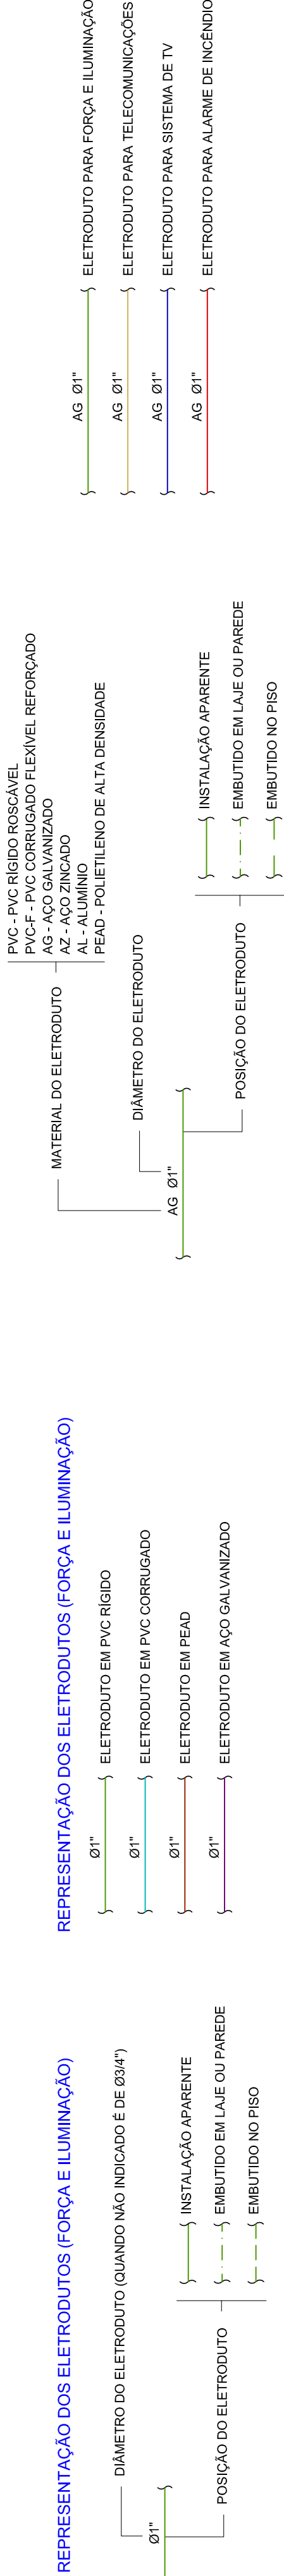 REPRESENTAÇÃO DOS ELETRODUTOS (FORÇA E ILUMINAÇÃO)
DIÂMETRO DO ELETRODUTO (QUANDO NÃO INDICADO É DE Ø3/4")
Ø1"
POSIÇÃO DO ELETRODUTO
INSTALAÇÃO APARENTE
EMBUTIDO EM LAJE OU PAREDE
EMBUTIDO NO PISO
REPRESENTAÇÃO DOS ELETRODUTOS (FORÇA E ILUMINAÇÃO)
Ø1" ELETRODUTO EM PVC RÍGIDO
Ø1" ELETRODUTO EM PVC CORRUGADO
Ø1" ELETRODUTO EM PEAD
Ø1" ELETRODUTO EM AÇO GALVANIZADO
PVC - PVC RÍGIDO ROSCÁVEL
PVC-F - PVC CORRUGADO FLEXÍVEL REFORÇADO
AG - AÇO GALVANIZADO
AZ - AÇO ZINCADO
AL - ALUMÍNIO
PEAD - POLIETILENO DE ALTA DENSIDADE
MATERIAL DO ELETRODUTO
DIÂMETRO DO ELETRODUTO
AG Ø1"
POSIÇÃO DO ELETRODUTO
INSTALAÇÃO APARENTE
EMBUTIDO EM LAJE OU PAREDE
EMBUTIDO NO PISO
AG Ø1" ELETRODUTO PARA FORÇA E ILUMINAÇÃO
AG Ø1" ELETRODUTO PARA TELECOMUNICAÇÕES
AG Ø1" ELETRODUTO PARA SISTEMA DE TV
AG Ø1" ELETRODUTO PARA ALARME DE INCÊNDIO